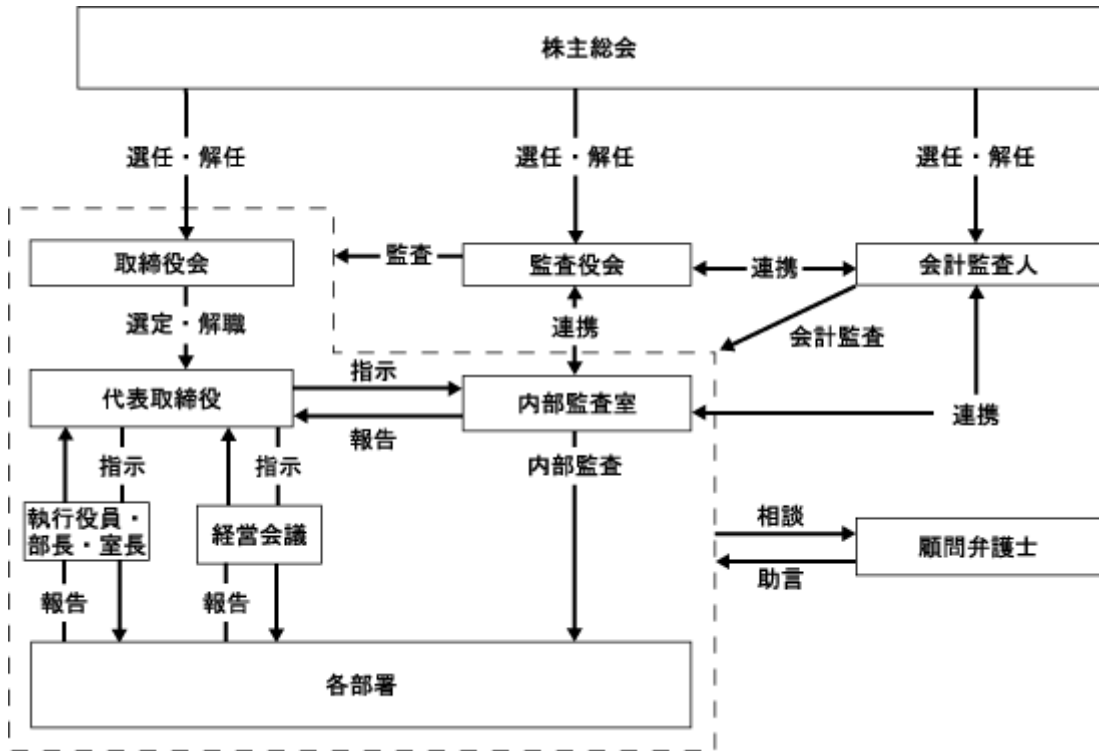 株主総会
選任・解任
選任・解任
選任・解任
取締役会
監査
監査役会
連携
会計監査人
選定・解職
連携
会計監査
代表取締役
指示
報告
内部監査室
連携
指示
指示
内部監査
執行役員・
部長・室長
経営会議
相談
助言
顧問弁護士
報告
報告
各部署